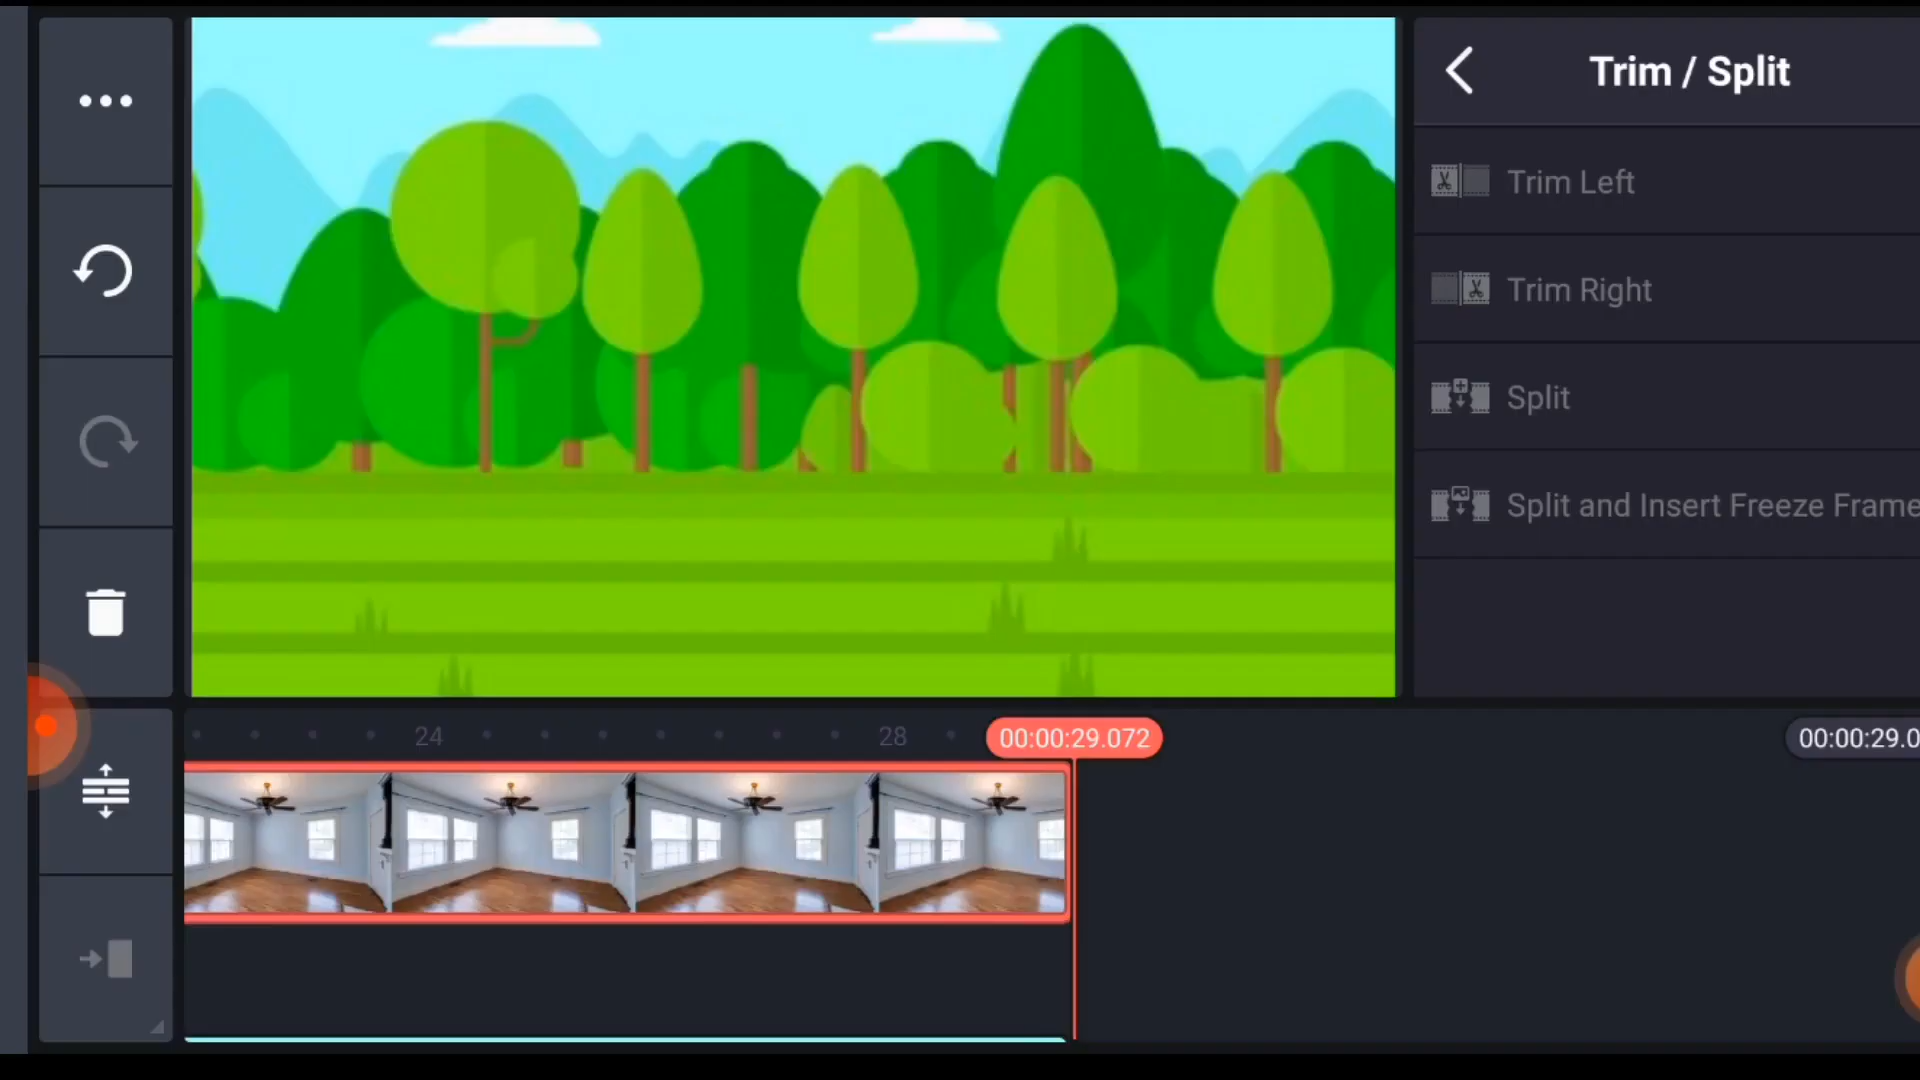 Trim / Split
Trim Left
Trim Right
Split
Split and Insert Freeze Frame
24
28
00:00:29.072
00:00:29.0